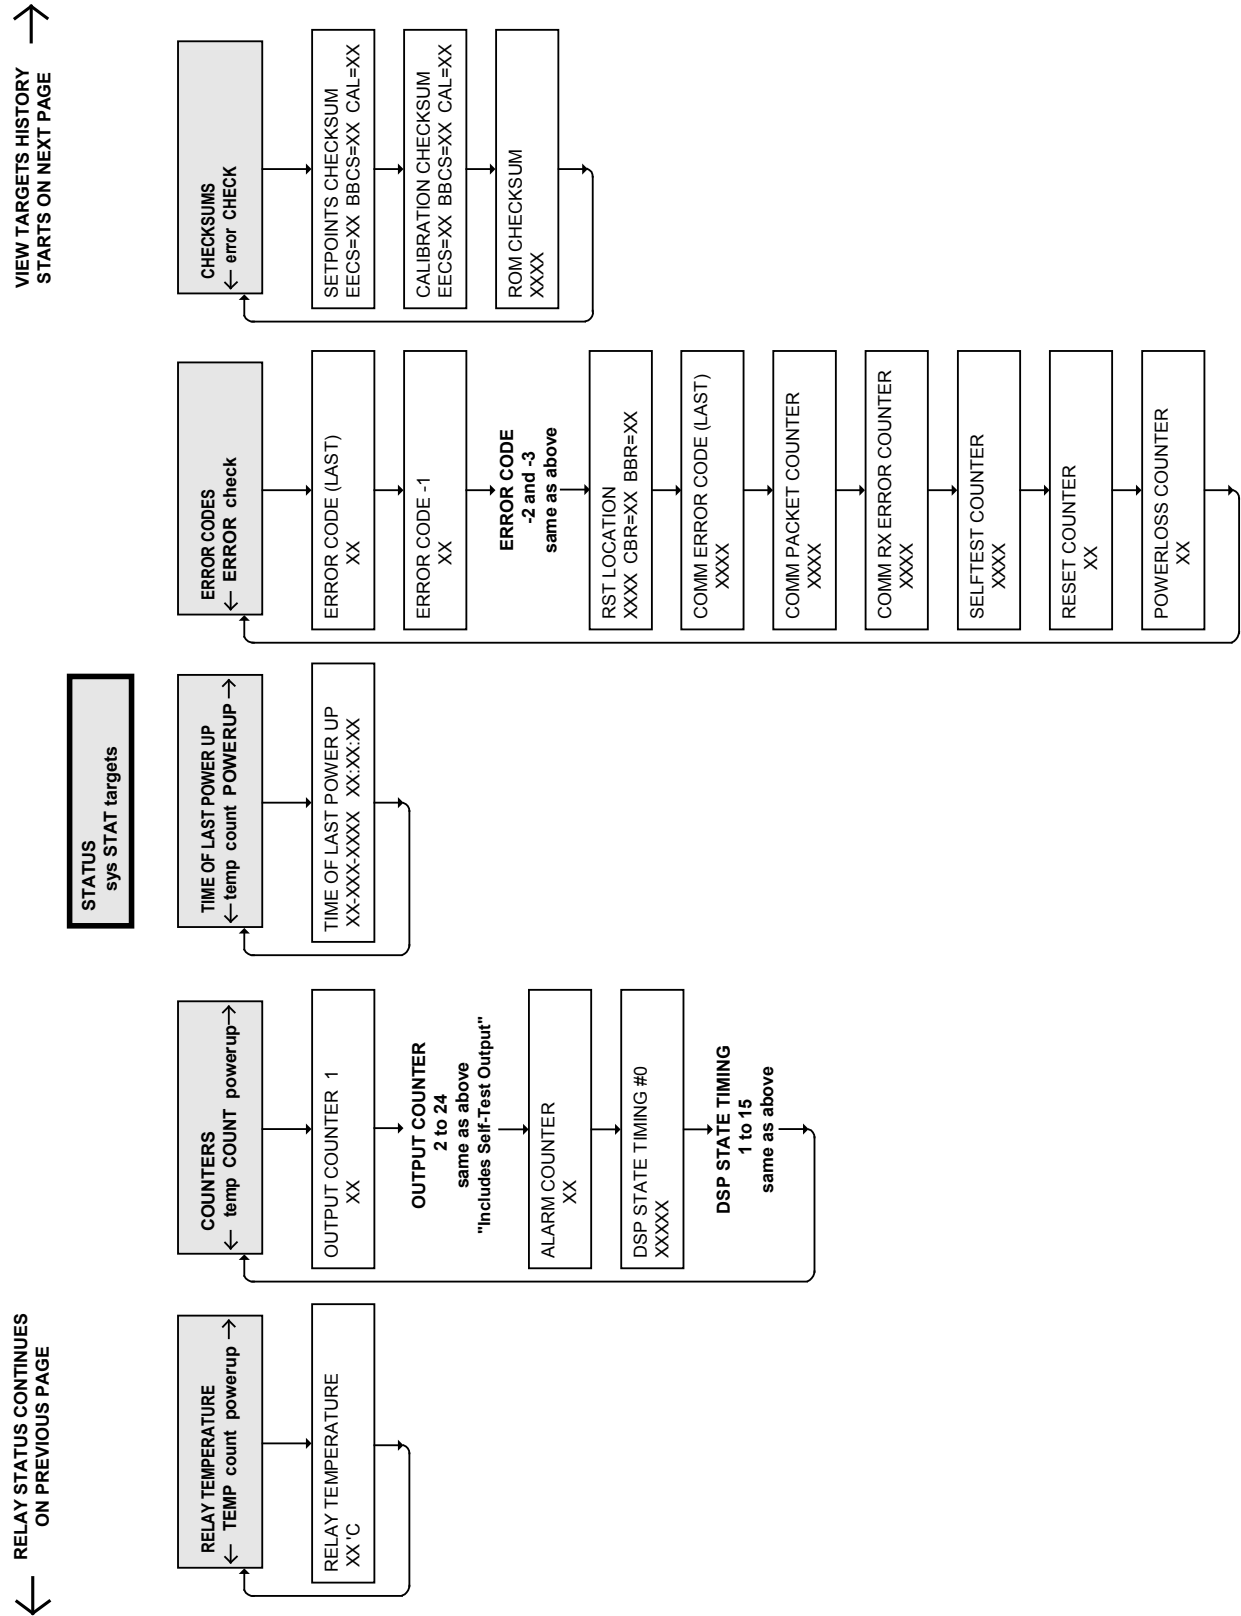 ← RELAY STATUS CONTINUES
ON PREVIOUS PAGE
VIEW TARGETS HISTORY →
STARTS ON NEXT PAGE
STATUS
sys STAT targets
RELAY TEMPERATURE
← TEMP count powerup →
RELAY TEMPERATURE
XX 'C
COUNTERS
← temp COUNT powerup→
OUTPUT COUNTER 1
XX
OUTPUT COUNTER
2 to 24
same as above
"Includes Self-Test Output"
ALARM COUNTER
XX
DSP STATE TIMING #0
XXXXX
DSP STATE TIMING
1 to 15
same as above
TIME OF LAST POWER UP
←temp count POWERUP →
TIME OF LAST POWER UP
XX-XXX-XXXX XX:XX:XX
ERROR CODES
← ERROR check
ERROR CODE (LAST)
XX
ERROR CODE -1
XX
ERROR CODE
-2 and -3
same as above
RST LOCATION
XXXX CBR=XX BBR=XX
COMM ERROR CODE (LAST)
XXXX
COMM PACKET COUNTER
XXXX
COMM RX ERROR COUNTER
XXXX
SELFTEST COUNTER
XXXX
RESET COUNTER
XX
POWERLOSS COUNTER
XX
CHECKSUMS
← error CHECK
SETPOINTS CHECKSUM
EECS=XX BBCS=XX CAL=XX
CALIBRATION CHECKSUM
EECS=XX BBCS=XX CAL=XX
ROM CHECKSUM
XXXX